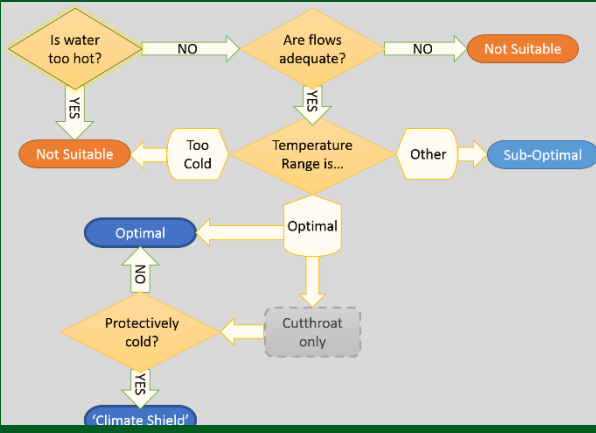 Is water
too hot?
NO
Are flows
adequate?
NO
Not Suitable
YES
YES
Not Suitable
Too
Cold
Temperature
Range is...
Other
Sub-Optimal
Optimal
Optimal
NO
Protectively
cold?
Cutthroat
only
YES
'Climate Shield'